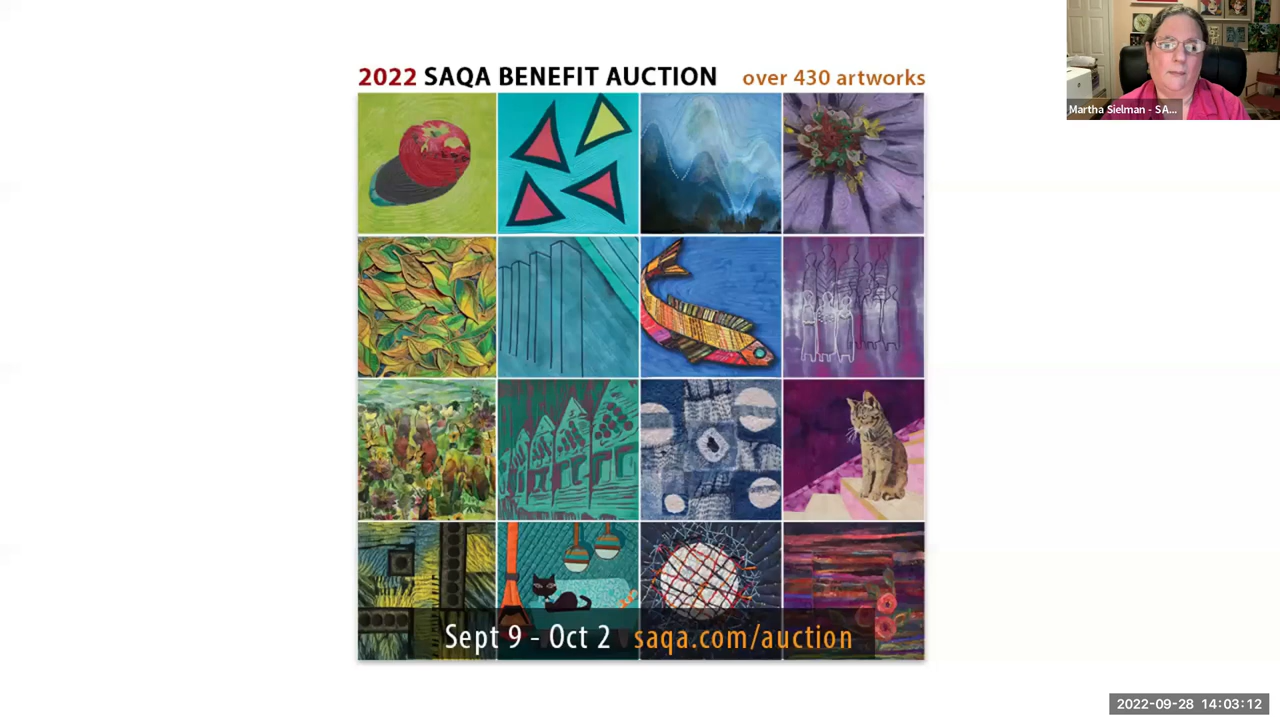 2022 SAQA BENEFIT AUCTION over 430 artworks
Martha Sielman - SA...
Sept 9 - Oct 2 saqa.com/auction
2022-09-28 14:03:12